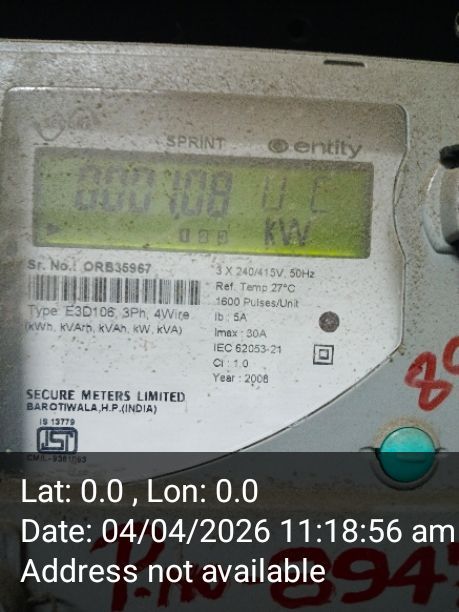 SPRINT
entity
000108
123 kW
Sr. No.: ORB35967
3 X 240/415V, 50Hz
Ref. Temp 27°C
1600 Pulses/Unit
Type: E3D106, 3Ph, 4Wire
(kWh, kVArh, kVAh, kW, kVA)
Ib : 5A
Imax : 30A
IEC 62053-21
Cl : 1.0
Year : 2008
SECURE METERS LIMITED
BAROTIWALA,H.P.(INDIA)
IS 13779
ISI
Lat: 0.0 , Lon: 0.0
Date: 04/04/2026 11:18:56 am
Address not available